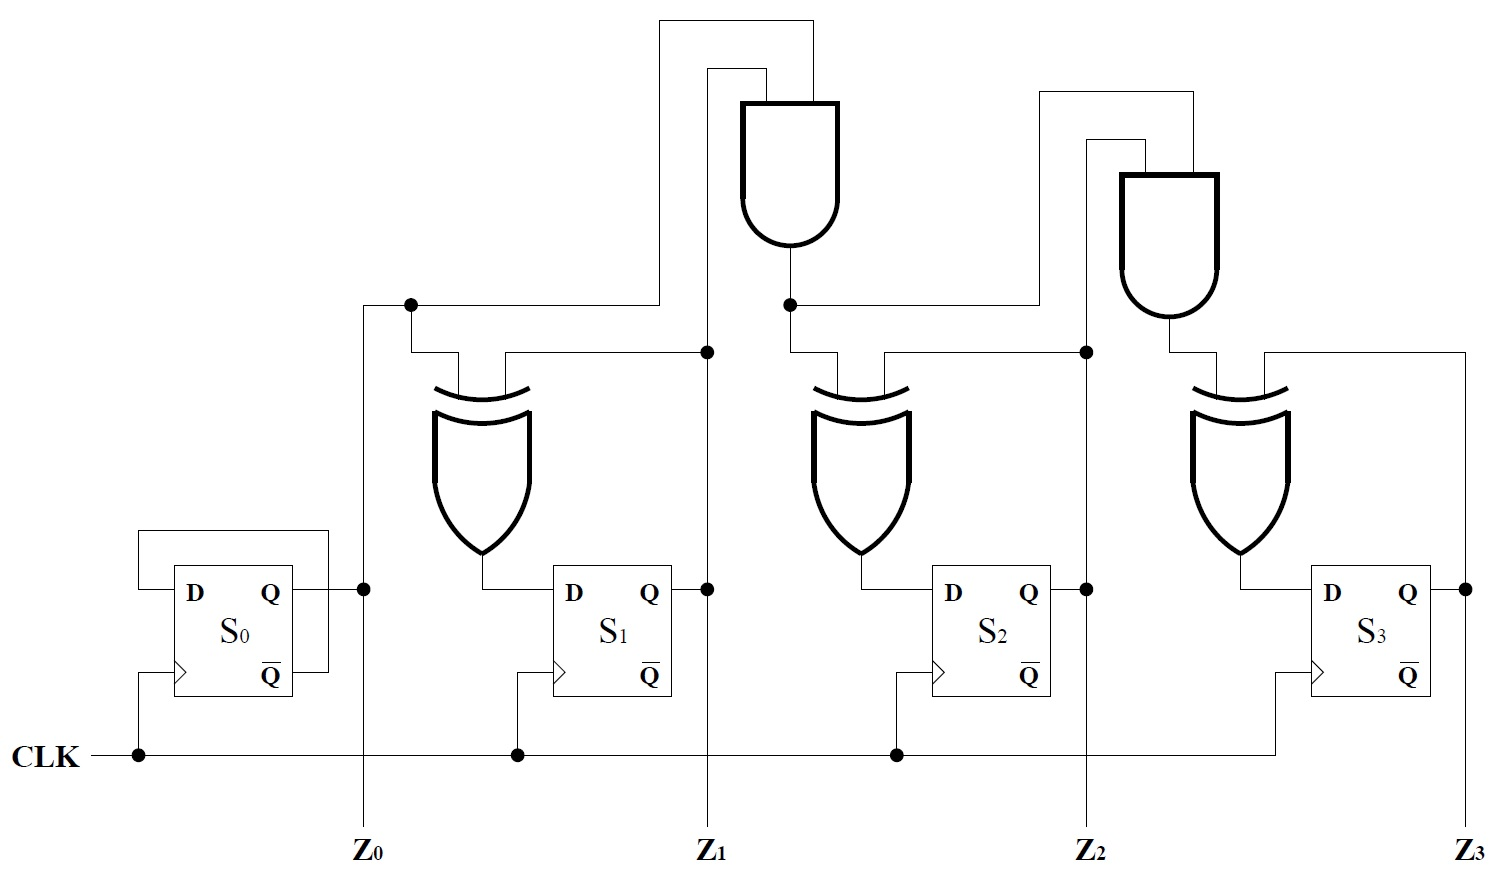 D Q D Q D Q D Q
S0 S1 S2 S3
Q̅ Q̅ Q̅ Q̅
CLK
Z0 Z1 Z2 Z3